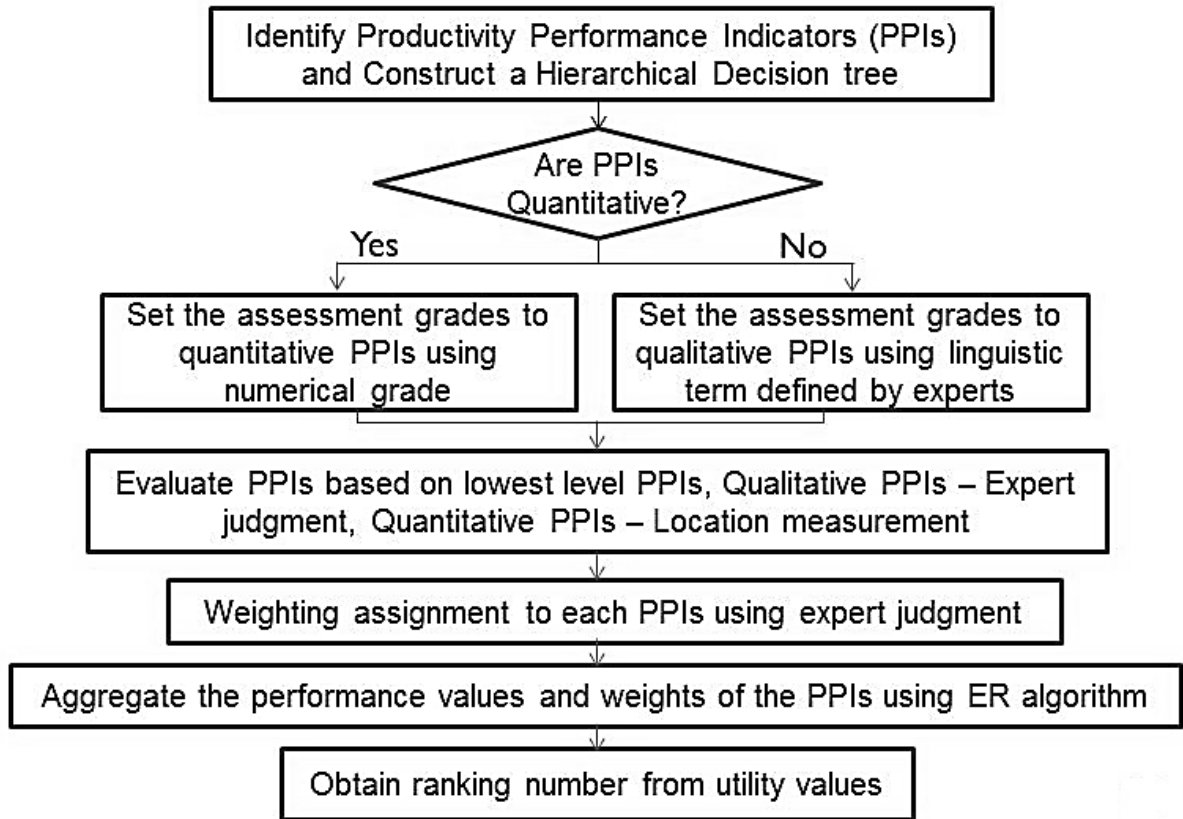 Identify Productivity Performance Indicators (PPIs)
and Construct a Hierarchical Decision tree
Are PPIs
Quantitative?
Yes
No
Set the assessment grades to
quantitative PPIs using
numerical grade
Set the assessment grades to
qualitative PPIs using linguistic
term defined by experts
Evaluate PPIs based on lowest level PPIs, Qualitative PPIs – Expert
judgment, Quantitative PPIs – Location measurement
Weighting assignment to each PPIs using expert judgment
Aggregate the performance values and weights of the PPIs using ER algorithm
Obtain ranking number from utility values